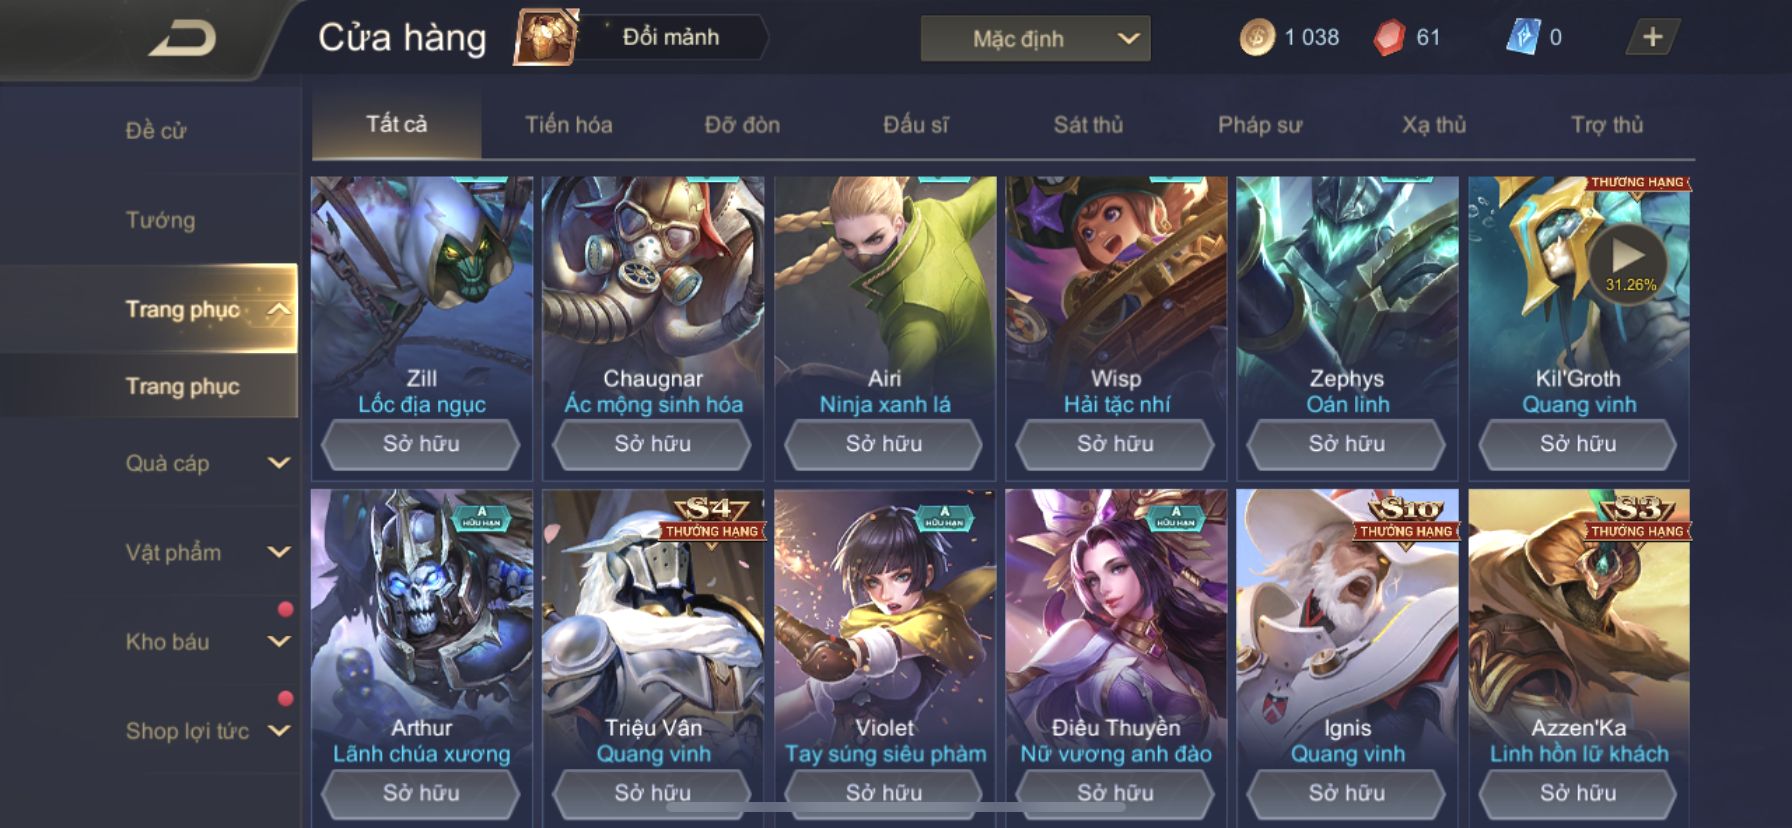 Cửa hàng
Đổi mảnh
Mặc định
1 038
61
0
Đề cử
Tướng
Trang phục
Trang phục
Quà cáp
Vật phẩm
Kho báu
Shop lợi tức
Tất cả
Tiến hóa
Đỡ đòn
Đấu sĩ
Sát thủ
Pháp sư
Xạ thủ
Trợ thủ
Zill
Lốc địa ngục
Sở hữu
Chaugnar
Ác mộng sinh hóa
Sở hữu
Airi
Ninja xanh lá
Sở hữu
Wisp
Hải tặc nhí
Sở hữu
Zephys
Oán linh
Sở hữu
THƯỞNG HẠNG
31.26%
Kil'Groth
Quang vinh
Sở hữu
A
HỮU HẠN
Arthur
Lãnh chúa xương
Sở hữu
S4
THƯỞNG HẠNG
Triệu Vân
Quang vinh
Sở hữu
A
HỮU HẠN
Violet
Tay súng siêu phàm
Sở hữu
A
HỮU HẠN
Điêu Thuyền
Nữ vương anh đào
Sở hữu
S10
THƯỞNG HẠNG
Ignis
Quang vinh
Sở hữu
S3
THƯỞNG HẠNG
Azzen'Ka
Linh hồn lữ khách
Sở hữu